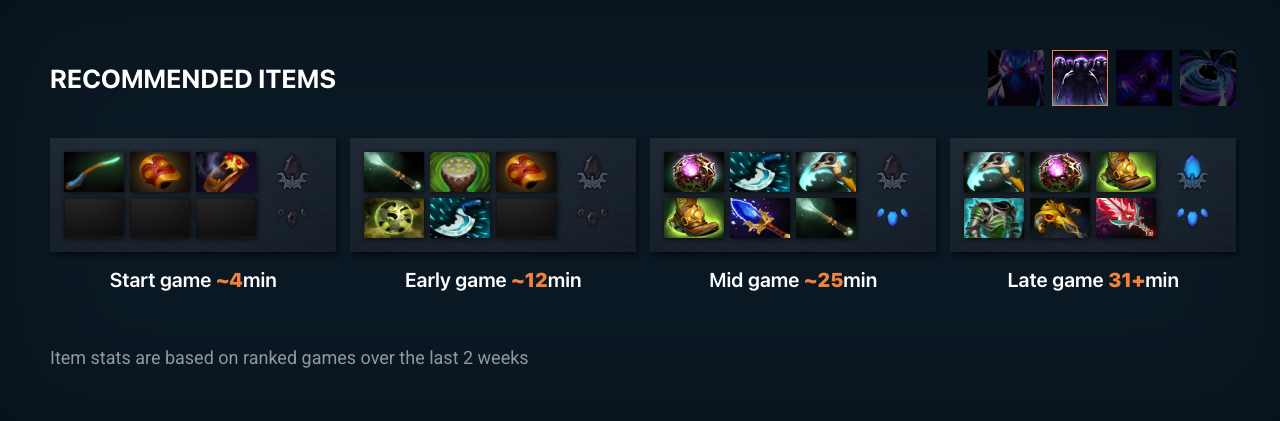 RECOMMENDED ITEMS
Start game ~4min
Early game ~12min
Mid game ~25min
Late game 31+min
Item stats are based on ranked games over the last 2 weeks